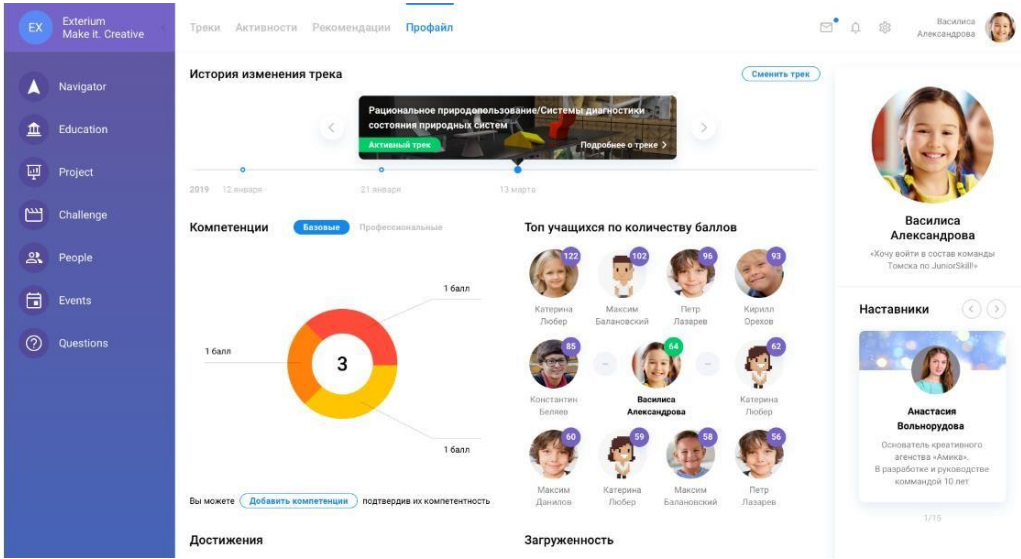 EX
Exterium
Make it. Creative
Navigator
Education
Project
Challenge
People
Events
Questions
Треки Активности Рекомендации Профайл
Василиса
Александрова
История изменения трека
Сменить трек
Рациональное природопользование/Системы диагностики
состояния природных систем
Активный трек
Подробнее о треке >
2019 12 января 21 января 13 марта
Компетенции Базовые Профессиональные
1 балл
1 балл
3
1 балл
Вы можете Добавить компетенции подтвердив их компетентность
Достижения
Топ учащихся по количеству баллов
122 102 96 93
Катерина Максим Петр Кирилл
Любер Балановский Лазарев Орехов
85 64 62
Константин Василиса Катерина
Беляев Александрова Любер
60 59 58 56
Максим Катерина Максим Петр
Данилов Любер Балановский Лазарев
Загруженность
Василиса
Александрова
«Хочу войти в состав команды
Томска по JuniorSkill!»
Наставники
Анастасия
Вольнорудова
Основатель креативного
агенства «Амика».
В разработке и руководстве
коммандой 10 лет
1/15